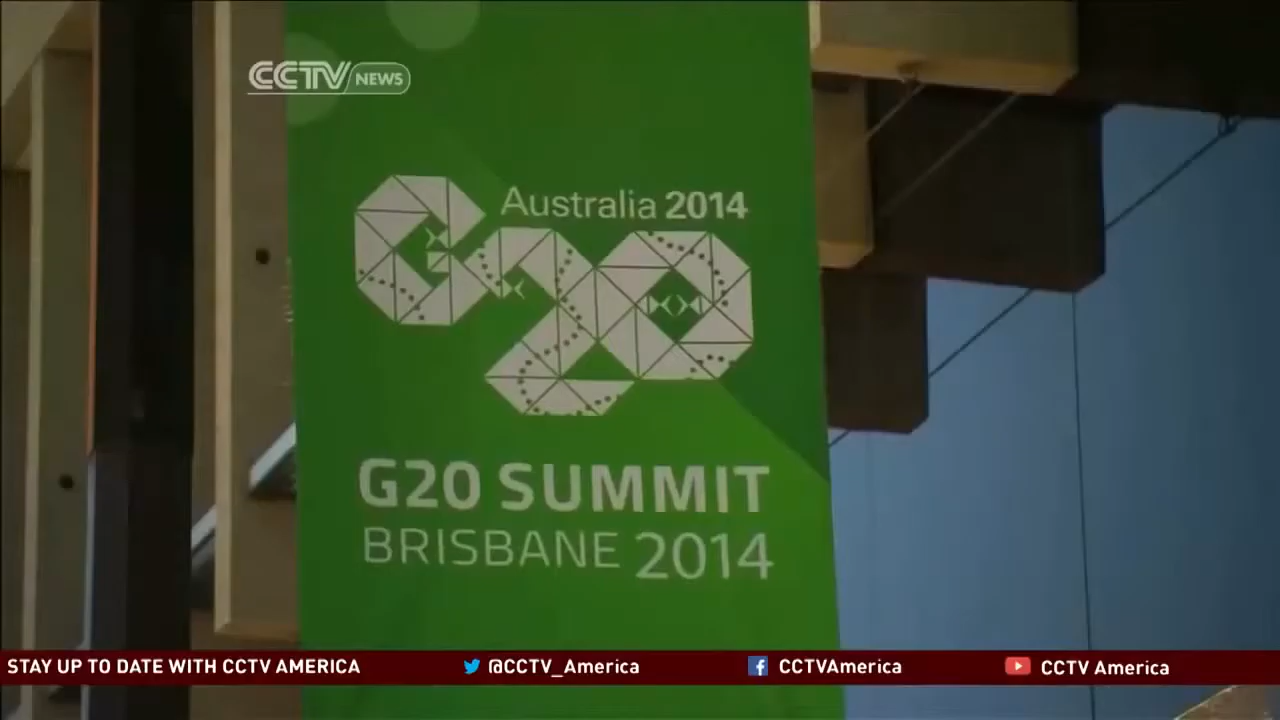 CCTV NEWS
Australia 2014
G20
G20 SUMMIT
BRISBANE 2014
STAY UP TO DATE WITH CCTV AMERICA @CCTV_America CCTVAmerica CCTV America